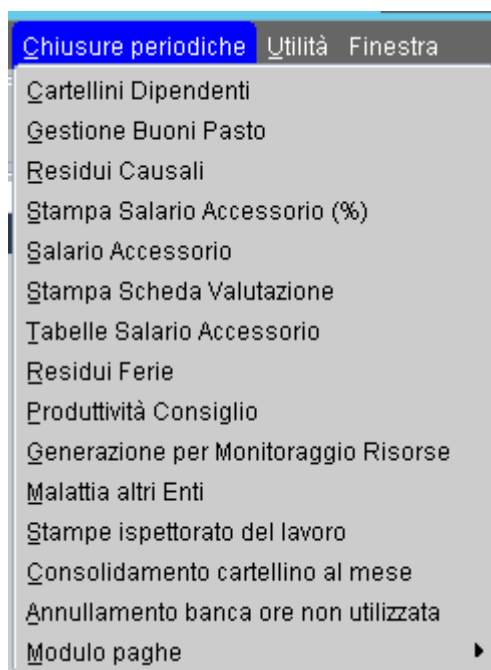 Chiusure periodiche Utilità Finestra
Cartellini Dipendenti
Gestione Buoni Pasto
Residui Causali
Stampa Salario Accessorio (%)
Salario Accessorio
Stampa Scheda Valutazione
Tabelle Salario Accessorio
Residui Ferie
Produttività Consiglio
Generazione per Monitoraggio Risorse
Malattia altri Enti
Stampe ispettorato del lavoro
Consolidamento cartellino al mese
Annullamento banca ore non utilizzata
Modulo paghe